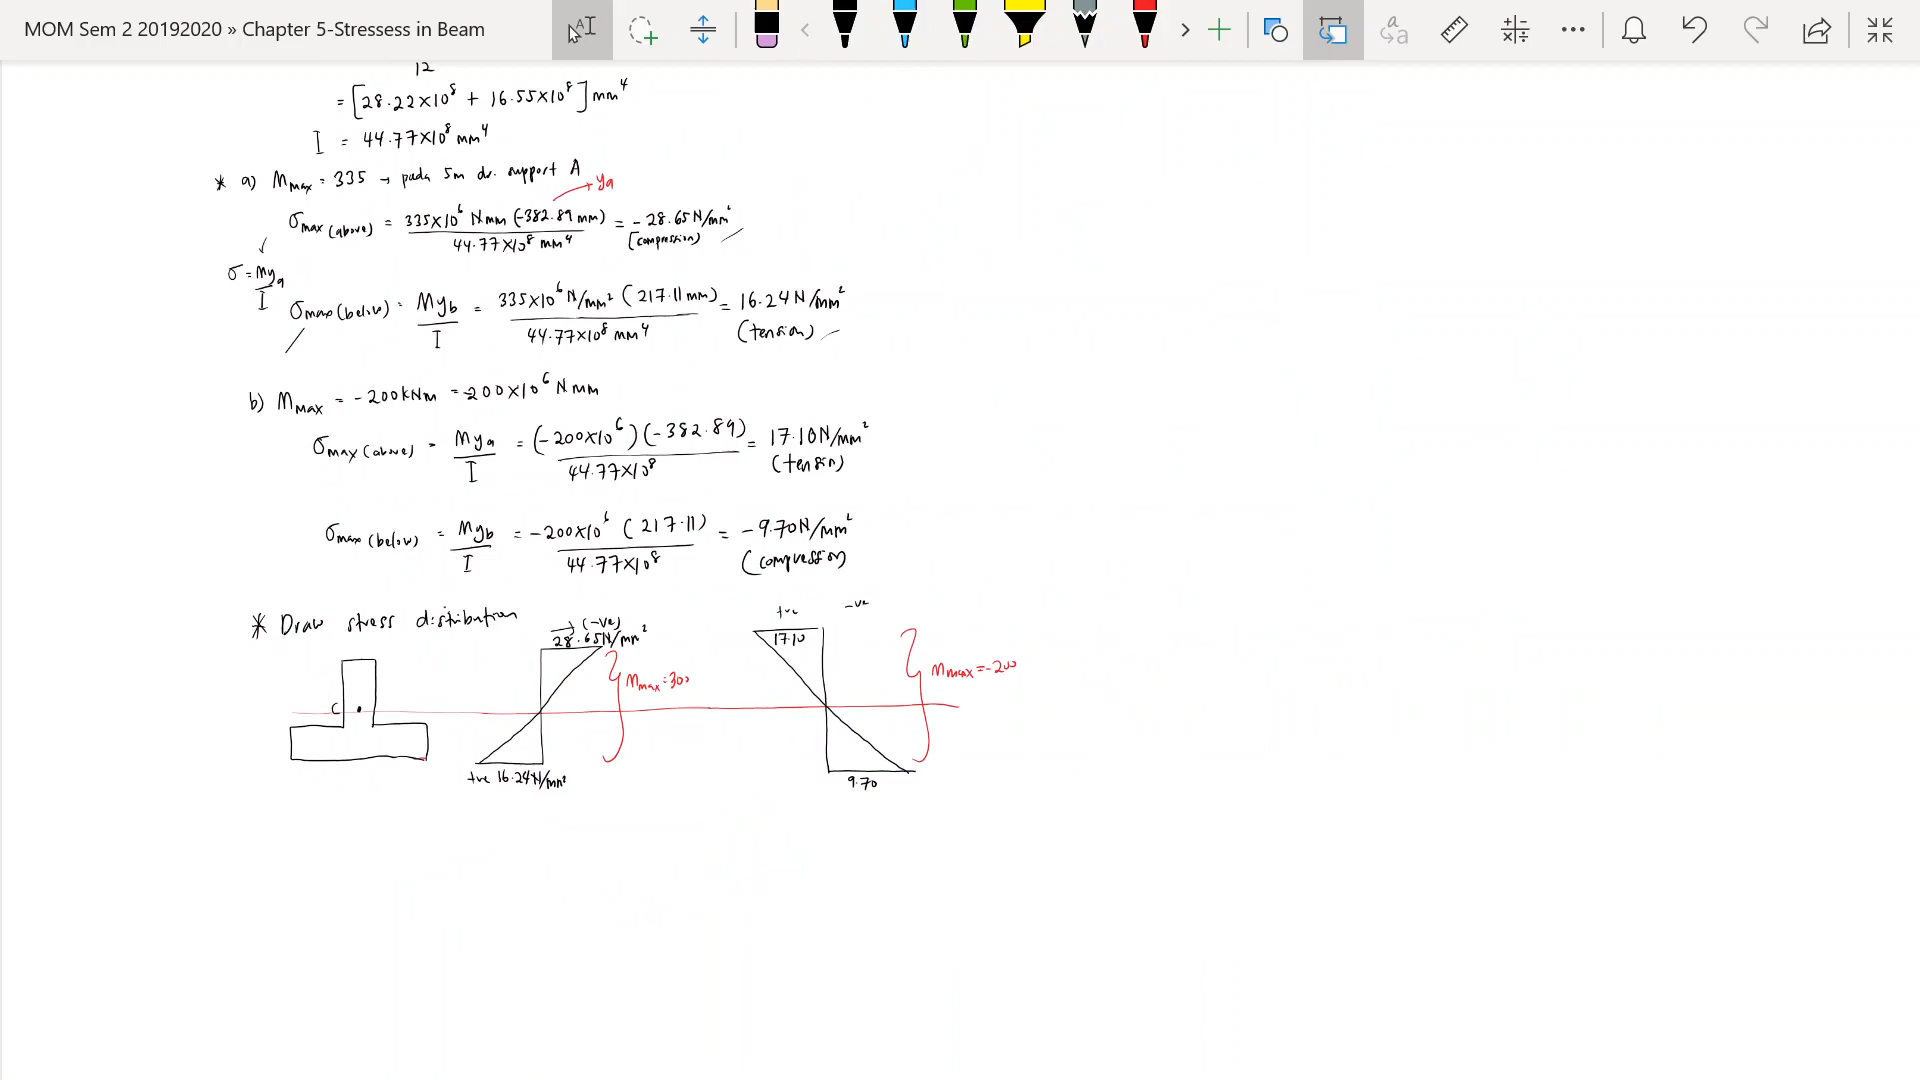 MOM Sem 2 20192020 » Chapter 5-Stressess in Beam
12
= [28.22×10⁸ + 16.55×10⁸] mm⁴
I = 44.77×10⁸ mm⁴
* a) Mmax = 335 → pada 5m dr. support A
ya
σmax (above) = 335×10⁶ Nmm (-382.89 mm) / 44.77×10⁸ mm⁴ = -28.65 N/mm² (compression)
σ = Mya / I
σmax (below) = Myb / I = 335×10⁶ N/mm² (217.11 mm) / 44.77×10⁸ mm⁴ = 16.24 N/mm² (tension)
b) Mmax = -200kNm = -200×10⁶ Nmm
σmax (above) = Mya / I = (-200×10⁶)(-382.89) / 44.77×10⁸ = 17.10 N/mm² (tension)
σmax (below) = Myb / I = -200×10⁶ (217.11) / 44.77×10⁸ = -9.70 N/mm² (compression)
* Draw stress distribution
→ (-ve)
28.65 N/mm²
+ve -ve
17.10
Mmax = 300
Mmax = -200
C
+ve 16.24 N/mm²
9.70